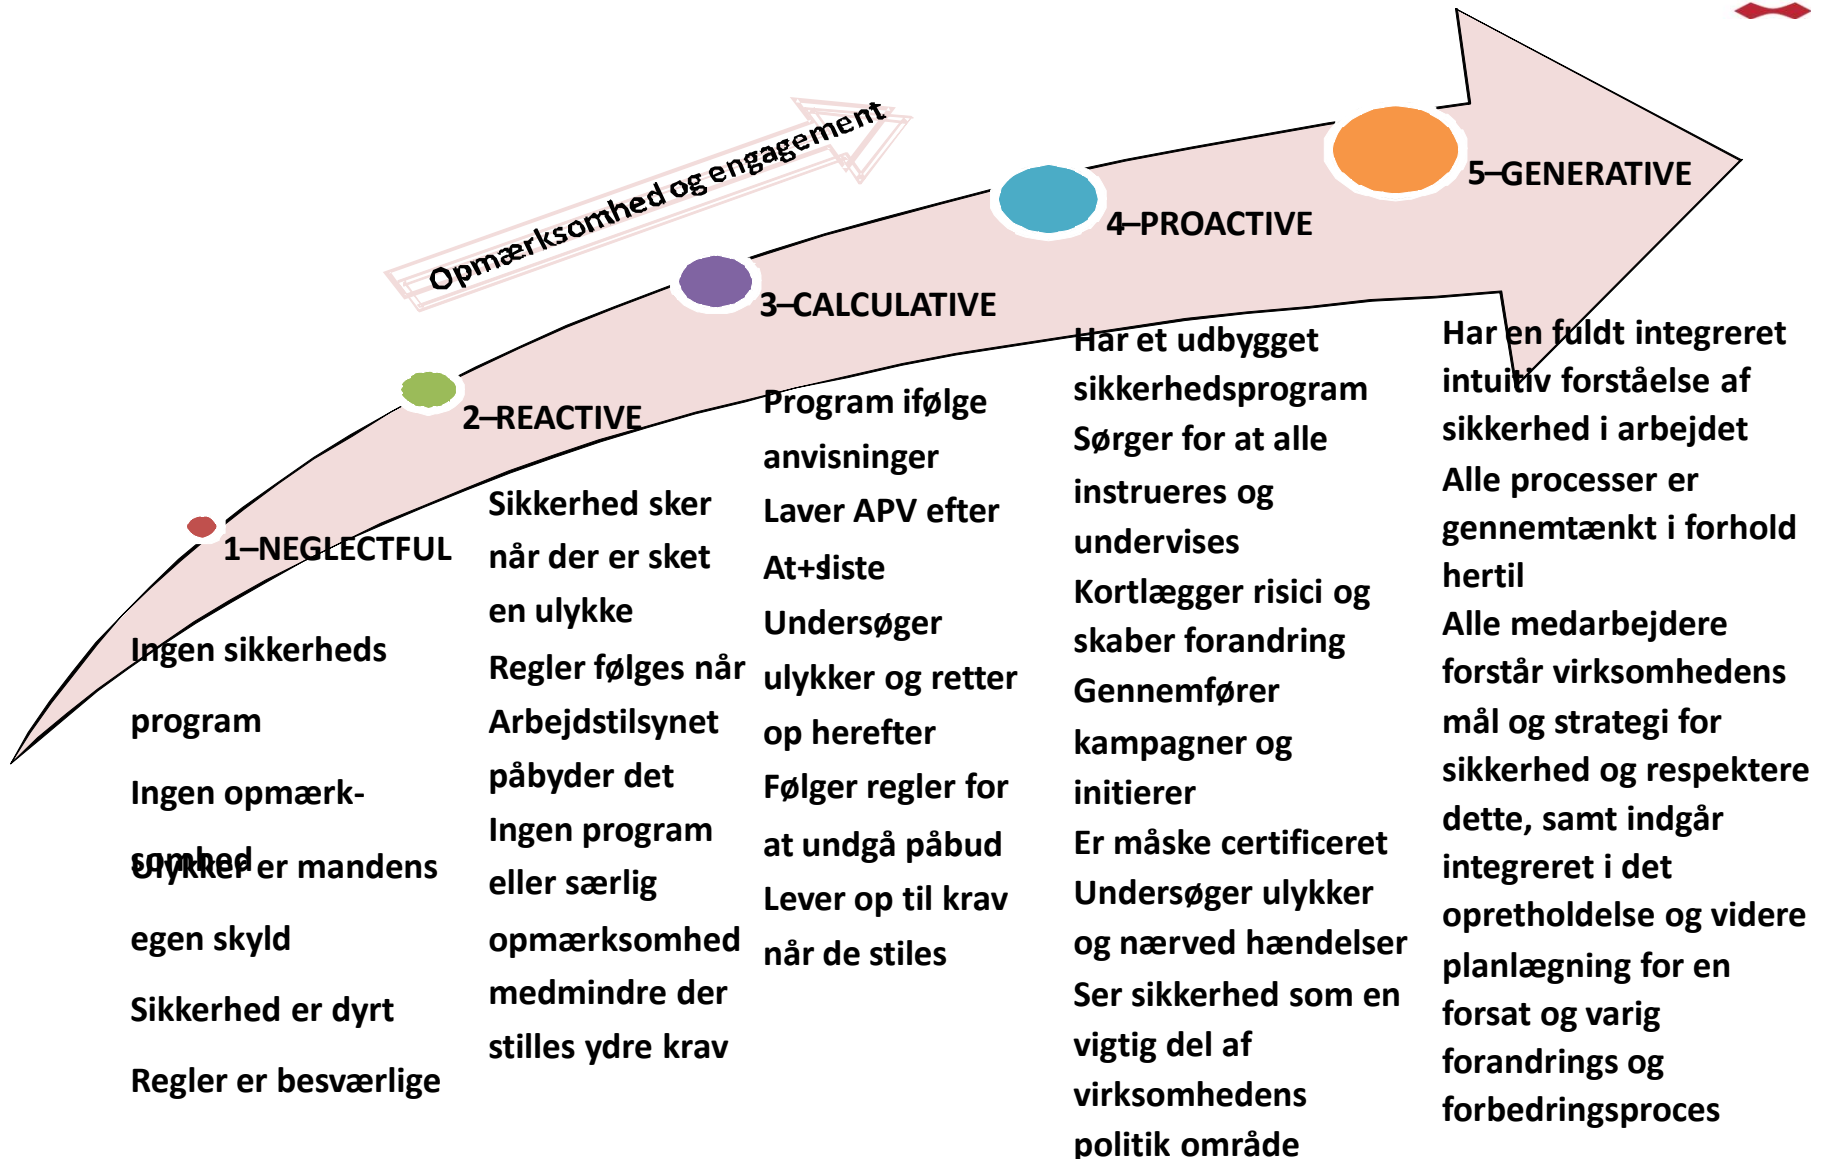 Opmærksomhed og engagement
1–NEGLECTFUL
Ingen sikkerheds
program
Ingen opmærk-
somhed
Ulykker er mandens
egen skyld
Sikkerhed er dyrt
Regler er besværlige
2–REACTIVE
Sikkerhed sker
når der er sket
en ulykke
Regler følges når
Arbejdstilsynet
påbyder det
Ingen program
eller særlig
opmærksomhed
medmindre der
stilles ydre krav
3–CALCULATIVE
Program ifølge
anvisninger
Laver APV efter
At+sliste
Undersøger
ulykker og retter
op herefter
Følger regler for
at undgå påbud
Lever op til krav
når de stiles
4–PROACTIVE
Har et udbygget
sikkerhedsprogram
Sørger for at alle
instrueres og
undervises
Kortlægger risici og
skaber forandring
Gennemfører
kampagner og
initierer
Er måske certificeret
Undersøger ulykker
og nærved hændelser
Ser sikkerhed som en
vigtig del af
virksomhedens
politik område
5–GENERATIVE
Har en fuldt integreret
intuitiv forståelse af
sikkerhed i arbejdet
Alle processer er
gennemtænkt i forhold
hertil
Alle medarbejdere
forstår virksomhedens
mål og strategi for
sikkerhed og respektere
dette, samt indgår
integreret i det
opretholdelse og videre
planlægning for en
forsat og varig
forandrings og
forbedringsproces